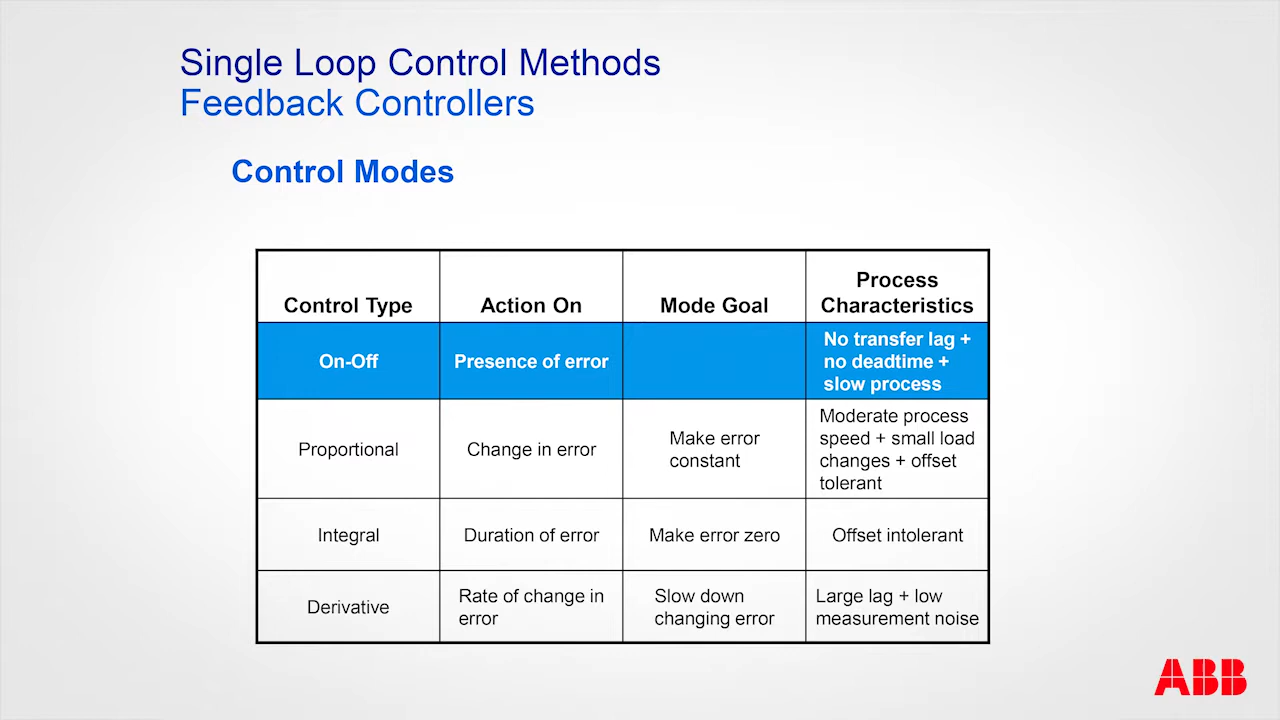 Single Loop Control Methods
Feedback Controllers
Control Modes
Control Type
Action On
Mode Goal
Process
Characteristics
On-Off
Presence of error
No transfer lag +
no deadtime +
slow process
Proportional
Change in error
Make error
constant
Moderate process
speed + small load
changes + offset
tolerant
Integral
Duration of error
Make error zero
Offset intolerant
Derivative
Rate of change in
error
Slow down
changing error
Large lag + low
measurement noise
ABB